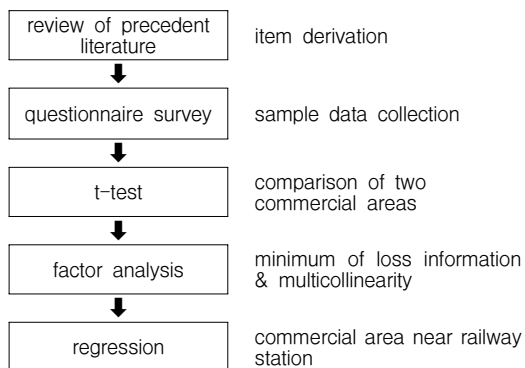 review of precedent
literature
item derivation
questionnaire survey
sample data collection
t-test
comparison of two
commercial areas
factor analysis
minimum of loss information
& multicollinearity
regression
commercial area near railway
station